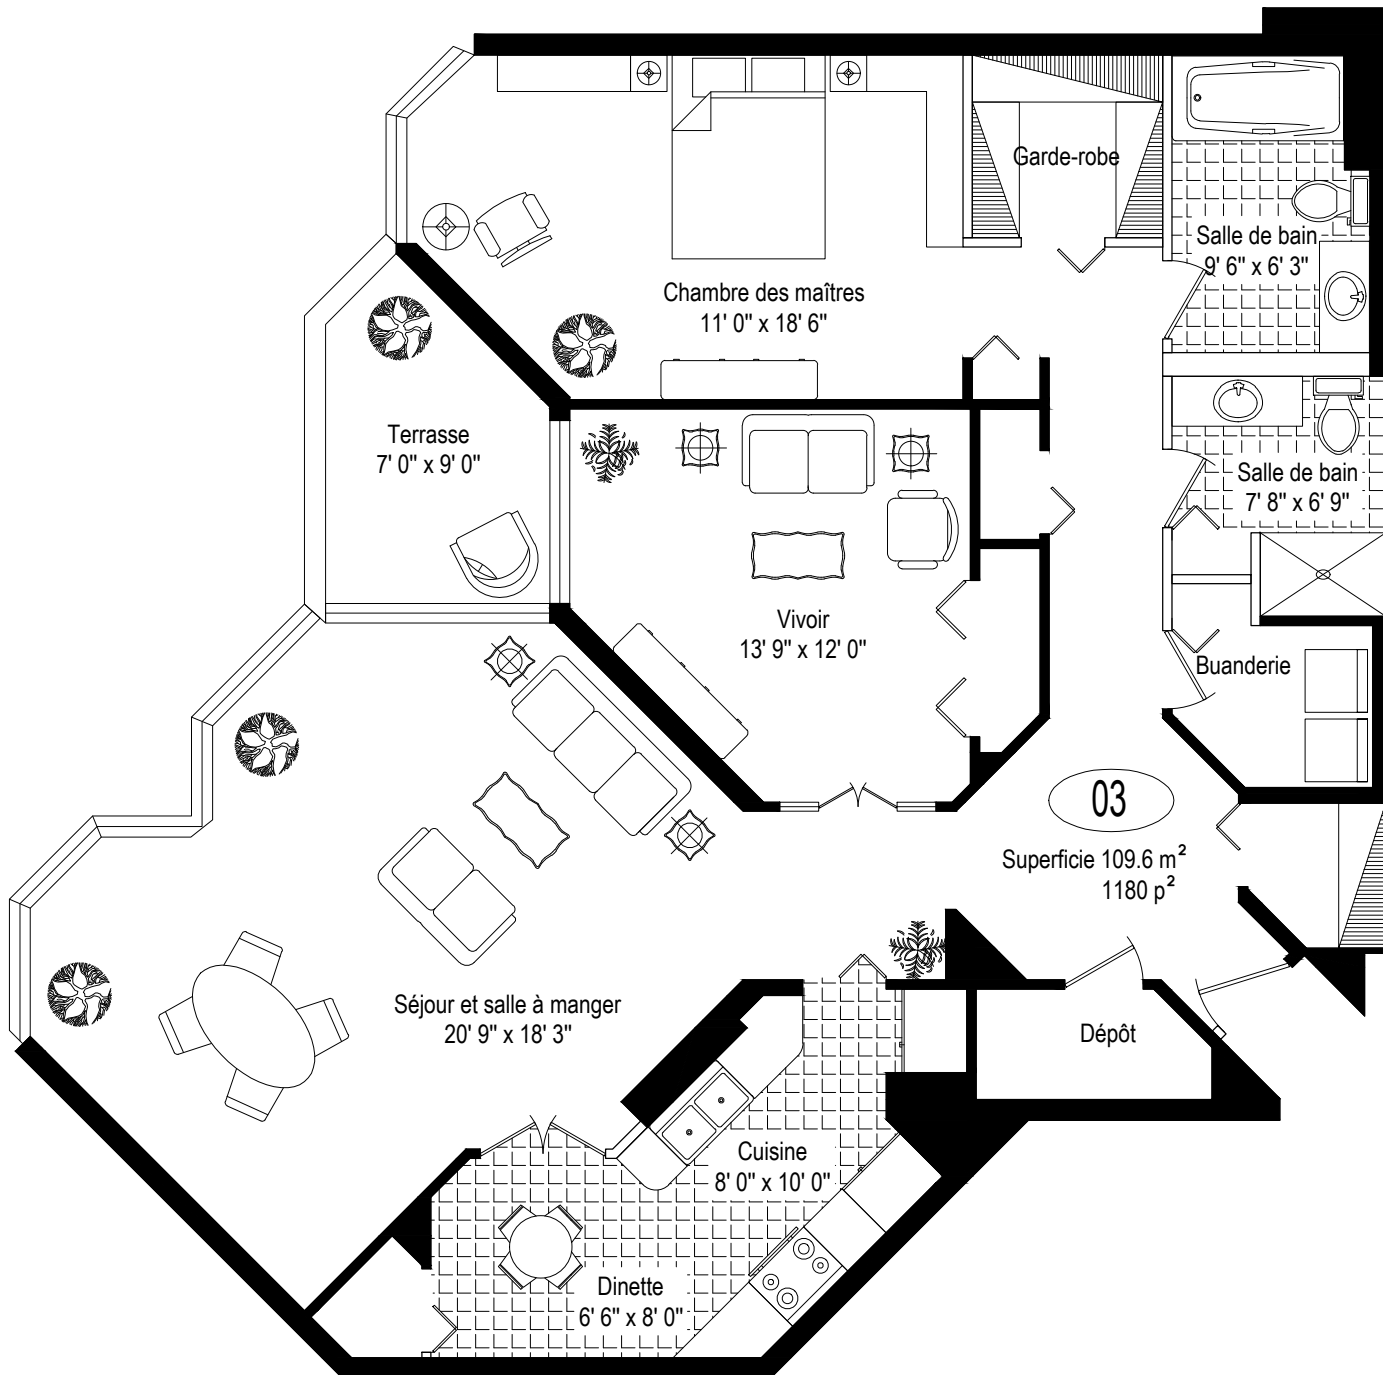 Garde-robe
Salle de bain
9' 6" x 6' 3"
Chambre des maîtres
11' 0" x 18' 6"
Terrasse
7' 0" x 9' 0"
Salle de bain
7' 8" x 6' 9"
Vivoir
13' 9" x 12' 0"
Buanderie
03
Superficie 109.6 m²
1180 p²
Séjour et salle à manger
20' 9" x 18' 3"
Dépôt
Cuisine
8' 0" x 10' 0"
Dinette
6' 6" x 8' 0"